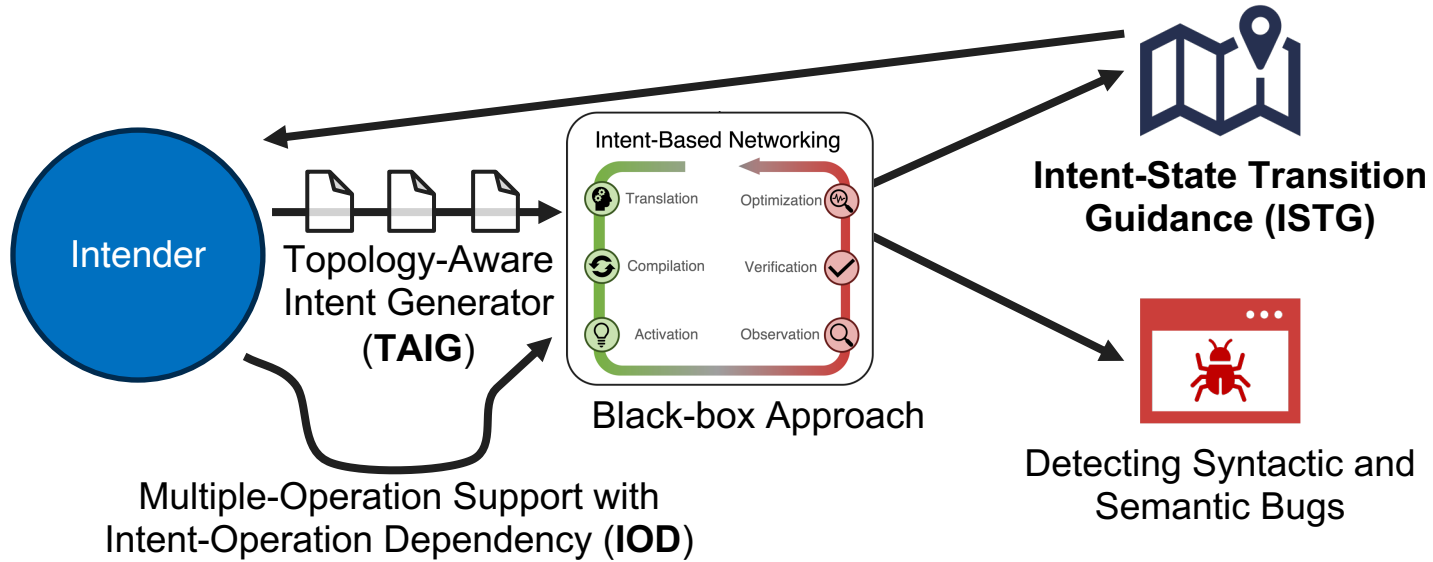 Intender
Topology-Aware
Intent Generator
(TAIG)
Multiple-Operation Support with
Intent-Operation Dependency (IOD)
Intent-Based Networking
Translation
Compilation
Activation
Optimization
Verification
Observation
Black-box Approach
Intent-State Transition
Guidance (ISTG)
Detecting Syntactic and
Semantic Bugs